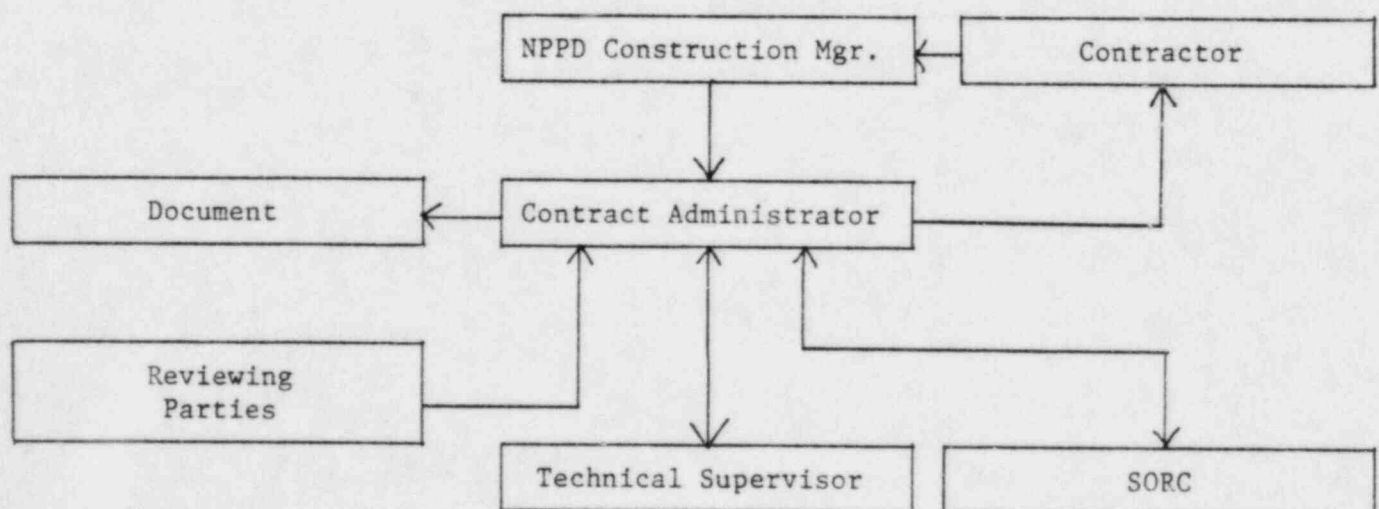 NPPD Construction Mgr.
Contractor
Document
Contract Administrator
Reviewing
Parties
Technical Supervisor
SORC